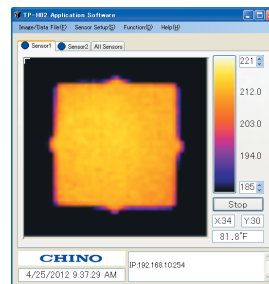 TP-H02 Application Software
Image/Data File(F) Sensor Setup(S) Function(D) Help(H)
Sensor1 Sensor2 All Sensors
221
212.0
203.0
194.0
185
Stop
X:34 Y:30
81.8°F
CHINO
4/25/2012 9:37:29 AM
IP:192.168.10.254